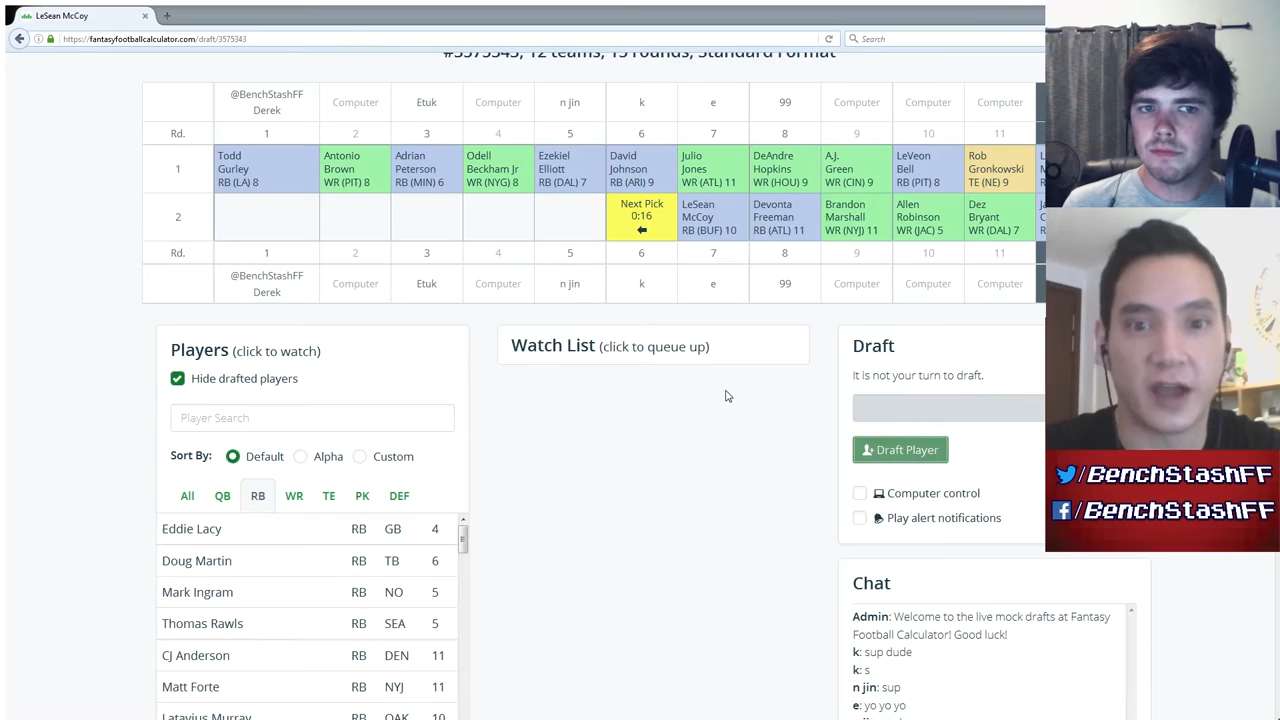 LeSean McCoy
https://fantasyfootballcalculator.com/draft/3575343
Search
#3575343, 12 teams, 15 rounds, Standard Format
@BenchStashFF Derek Computer Etuk Computer n jin k e 99 Computer Computer Computer
Rd. 1 2 3 4 5 6 7 8 9 10 11
1 Todd Gurley RB (LA) 8 Antonio Brown WR (PIT) 8 Adrian Peterson RB (MIN) 6 Odell Beckham Jr WR (NYG) 8 Ezekiel Elliott RB (DAL) 7 David Johnson RB (ARI) 9 Julio Jones WR (ATL) 11 DeAndre Hopkins WR (HOU) 9 A.J. Green WR (CIN) 9 LeVeon Bell RB (PIT) 8 Rob Gronkowski TE (NE) 9
2 Next Pick 0:16 LeSean McCoy RB (BUF) 10 Devonta Freeman RB (ATL) 11 Brandon Marshall WR (NYJ) 11 Allen Robinson WR (JAC) 5 Dez Bryant WR (DAL) 7
Rd. 1 2 3 4 5 6 7 8 9 10 11
@BenchStashFF Derek Computer Etuk Computer n jin k e 99 Computer Computer Computer
Players (click to watch)
Hide drafted players
Player Search
Sort By: Default Alpha Custom
All QB RB WR TE PK DEF
Eddie Lacy RB GB 4
Doug Martin RB TB 6
Mark Ingram RB NO 5
Thomas Rawls RB SEA 5
CJ Anderson RB DEN 11
Matt Forte RB NYJ 11
Latavius Murray RB OAK 10
Watch List (click to queue up)
Draft
It is not your turn to draft.
Draft Player
Computer control
Play alert notifications
Chat
Admin: Welcome to the live mock drafts at Fantasy
Football Calculator! Good luck!
k: sup dude
k: s
n jin: sup
e: yo yo yo
/BenchStashFF
f/BenchStashFF